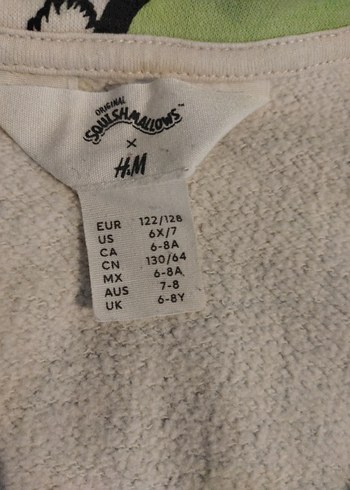 ORIGINAL
SQUISHMALLOWS™
×
H&M
EUR 122/128
US 6X/7
CA 6-8A
CN 130/64
MX 6-8A
AUS 7-8
UK 6-8Y